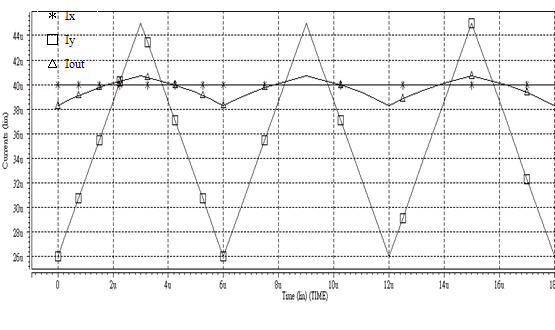 Ix
Iy
Iout
44u
42u
40u
38u
36u
34u
32u
30u
28u
26u
Currents (lin)
0 2u 4u 6u 8u 10u 12u 14u 16u 18
Time (lin) (TIME)